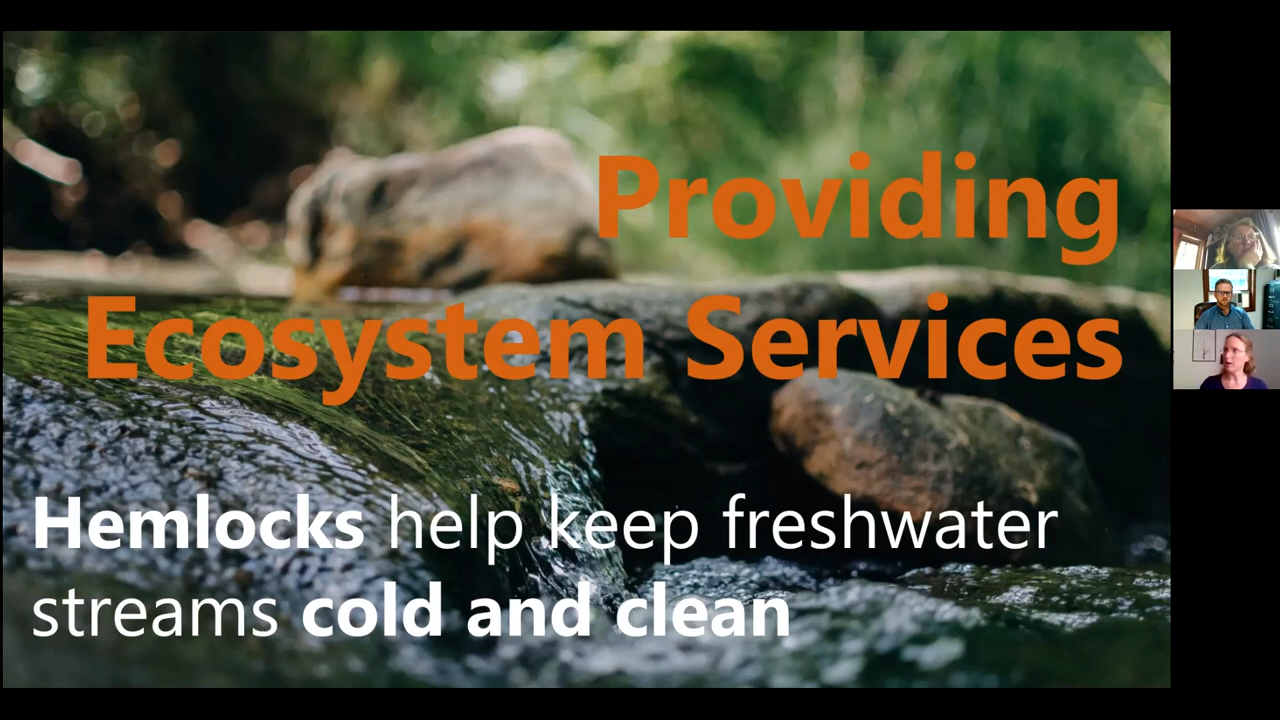 Providing
Ecosystem Services
Hemlocks help keep freshwater
streams cold and clean